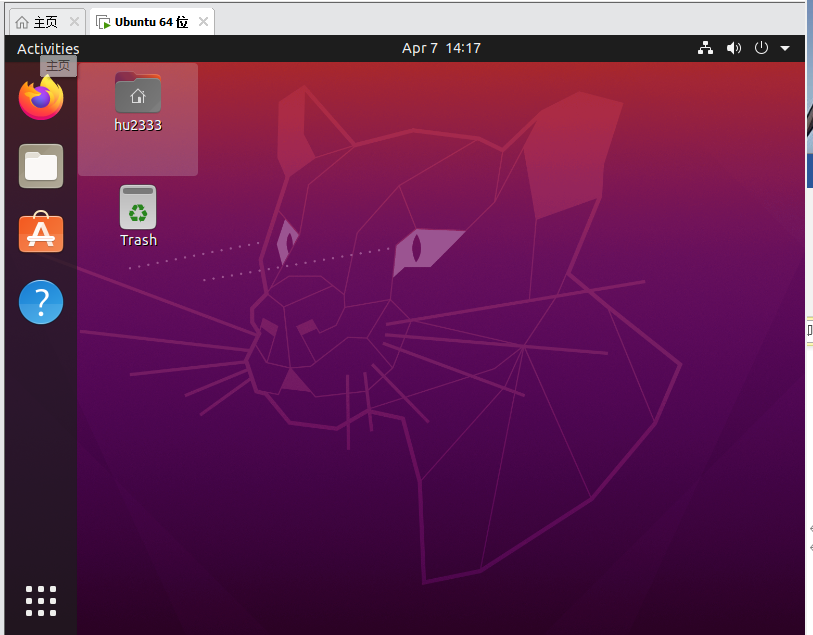 主页
Ubuntu 64 位
Activities
Apr 7 14:17
主页
hu2333
Trash